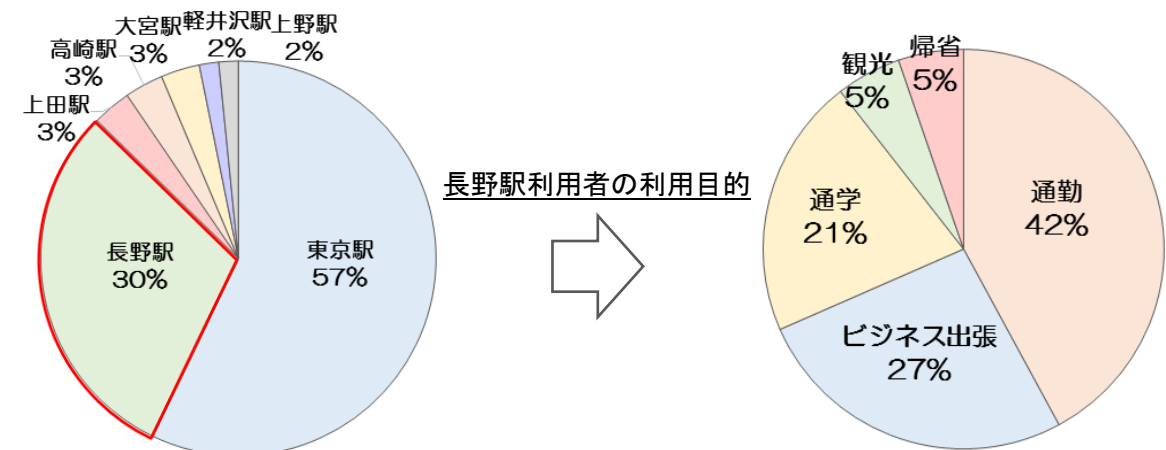 大宮駅
3%
軽井沢駅
2%
上野駅
2%
高崎駅
3%
上田駅
3%
長野駅
30%
東京駅
57%
長野駅利用者の利用目的
帰省
5%
観光
5%
通学
21%
通勤
42%
ビジネス出張
27%